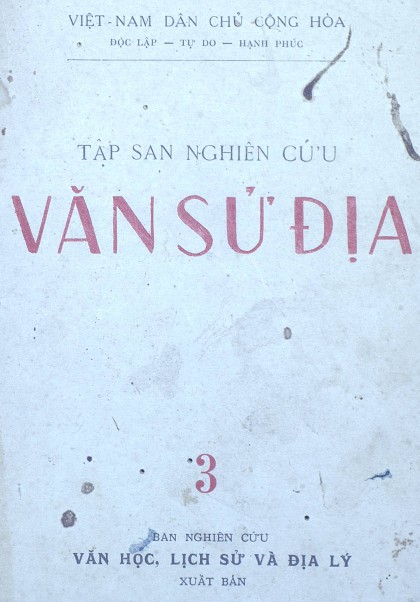 VIỆT-NAM DÂN CHỦ CỘNG HÒA
ĐỘC LẬP — TỰ DO — HẠNH PHÚC
TẬP SAN NGHIÊN CỨU
VĂN SỬ ĐỊA
3
BAN NGHIÊN CỨU
VĂN HỌC, LỊCH SỬ VÀ ĐỊA LÝ
XUẤT BẢN